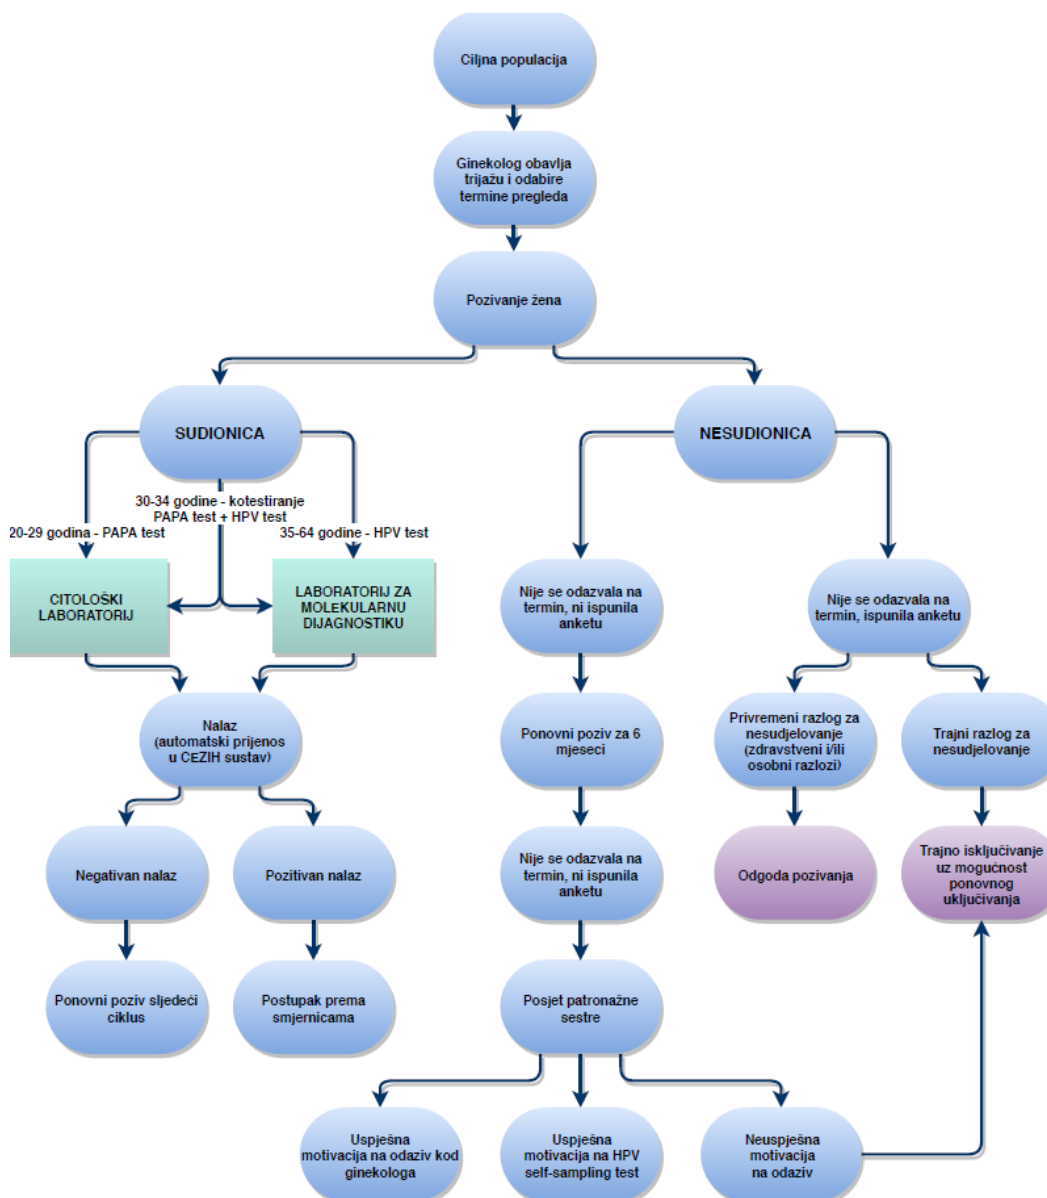 Ciljna populacija
Ginekolog obavlja
trijažu i odabire
termine pregleda
Pozivanje žena
SUDIONICA
NESUDIONICA
30-34 godine - kotestiranje
PAPA test + HPV test
20-29 godina - PAPA test
35-64 godine - HPV test
CITOLOŠKI
LABORATORIJ
LABORATORIJ ZA
MOLEKULARNU
DIJAGNOSTIKU
Nije se odazvala na
termin, ni ispunila
anketu
Nije se odazvala na
termin, ispunila anketu
Nalaz
(automatski prijenos
u CEZIH sustav)
Ponovni poziv za 6
mjeseci
Privremeni razlog za
nesudjelovanje
(zdravstveni i/ili
osobni razlozi)
Trajni razlog za
nesudjelovanje
Negativan nalaz
Pozitivan nalaz
Nije se odazvala na
termin, ni ispunila
anketu
Odgoda pozivanja
Trajno isključivanje
uz mogućnost
ponovnog
uključivanja
Ponovni poziv sljedeći
ciklus
Postupak prema
smjernicama
Posjet patronažne
sestre
Uspješna
motivacija na odaziv kod
ginekologa
Uspješna
motivacija na HPV
self-sampling test
Neuspješna
motivacija
na odaziv